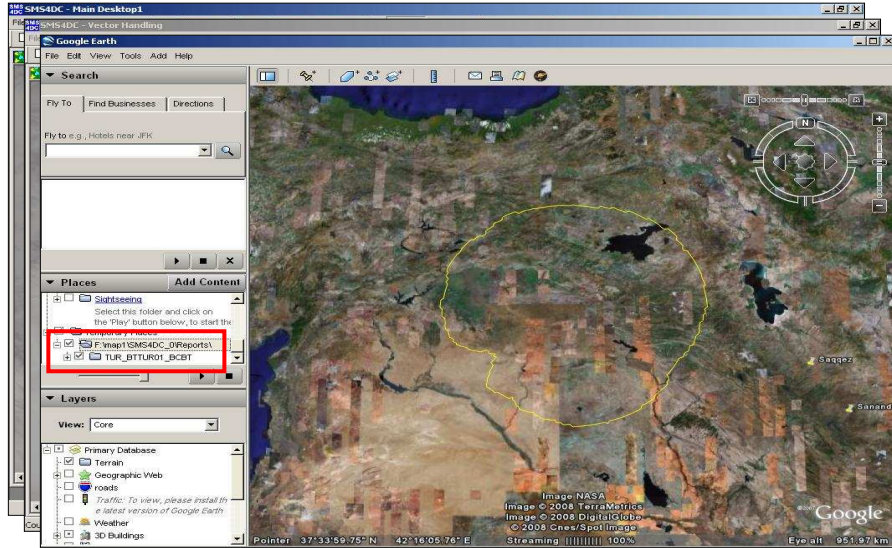 SMS4DC - Main Desktop1
SMS4DC - Vector Handling
Google Earth
File Edit View Tools Add Help
Search
Fly To Find Businesses Directions
Fly to e.g., Hotels near JFK
Places Add Content
Sightseeing
Select this folder and click on
the 'Play' button below, to start the
Temporary Places
F:\map1\SMS4DC_0\Reports\
TUR_BTTUR01_BCBT
Layers
View: Core
Primary Database
Terrain
Geographic Web
roads
Traffic: To view, please install th
e latest version of Google Earth
Weather
3D Buildings
N
Saqqez
Sanand
Image NASA
Image © 2008 TerraMetrics
Image © 2008 DigitalGlobe
© 2008 Cnes/Spot Image
Google
Pointer 37°33'59.75" N 42°16'05.76" E Streaming 100% Eye alt 951.97 km